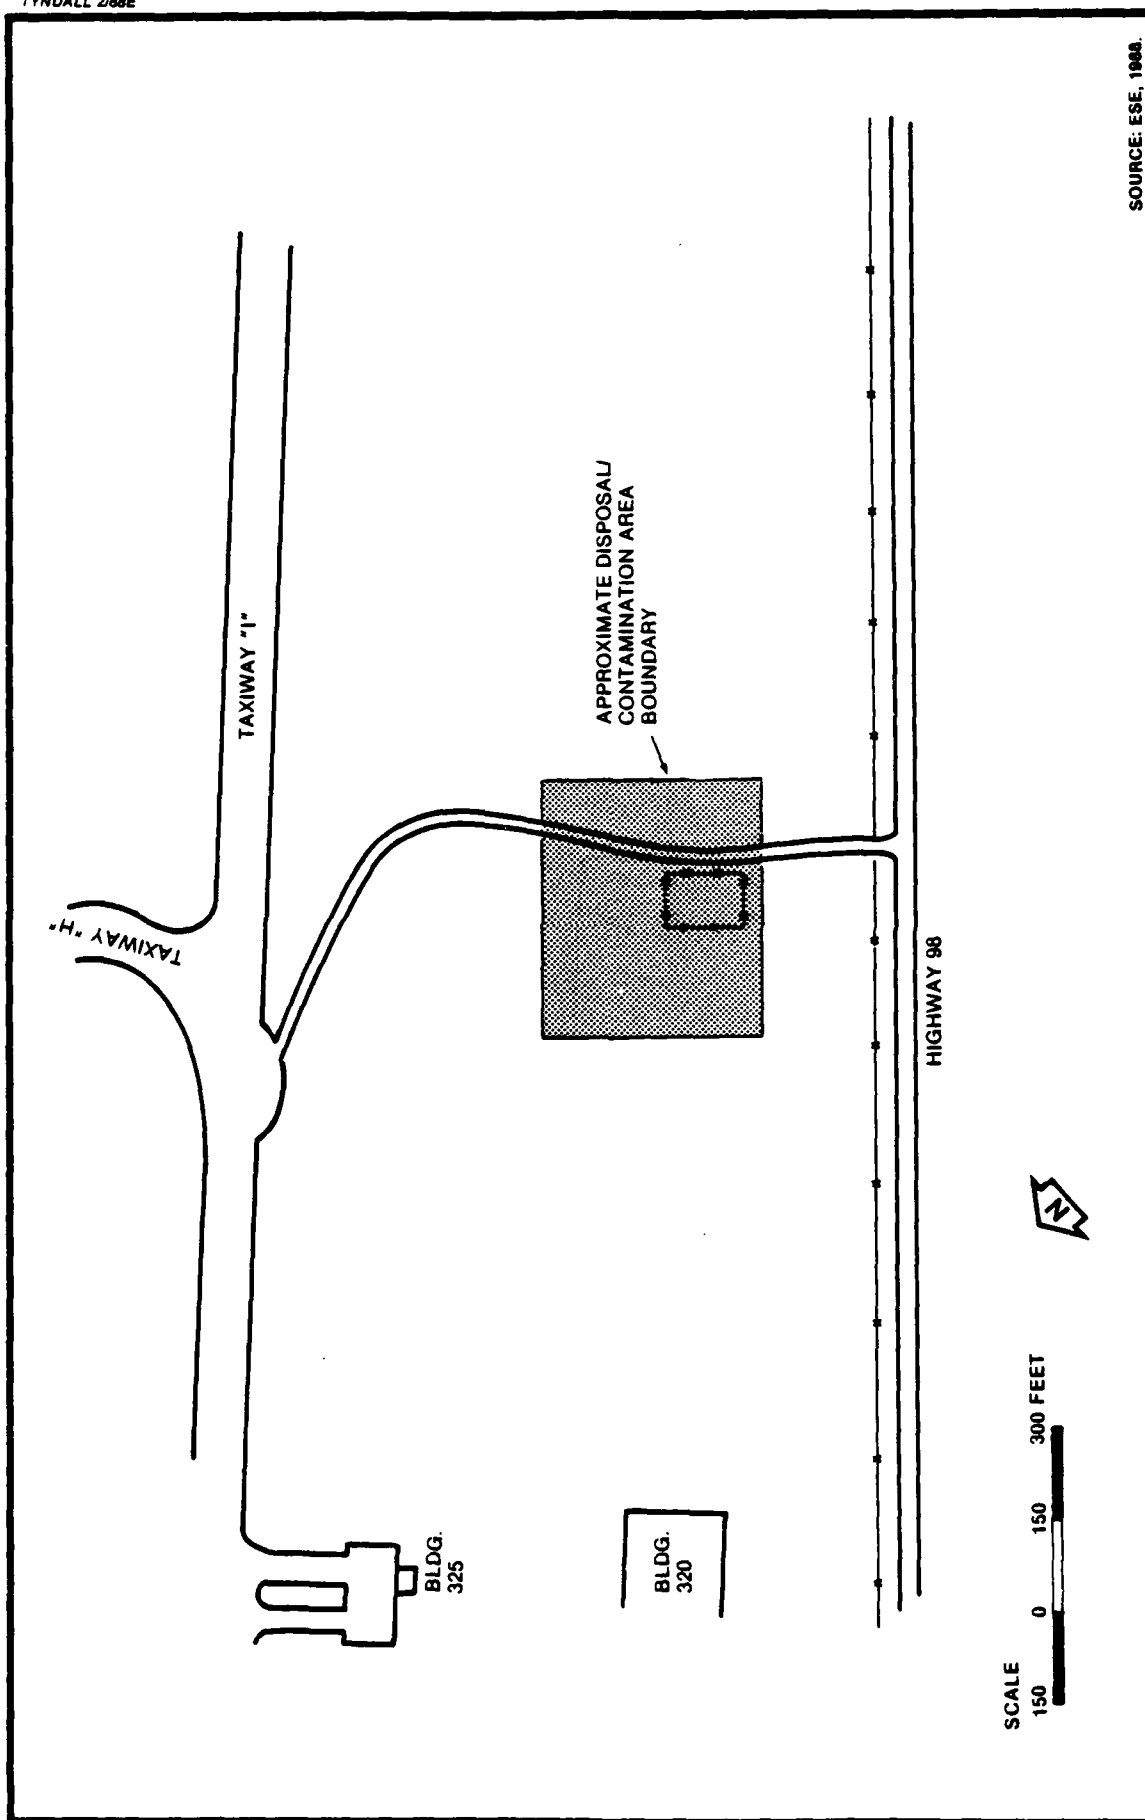 TYNDALL 2/88E
TAXIWAY "H"
TAXIWAY "I"
APPROXIMATE DISPOSAL/
CONTAMINATION AREA
BOUNDARY
BLDG.
325
BLDG.
320
HIGHWAY 98
N
SCALE
150 0 150 300 FEET
SOURCE: ESE, 1988.